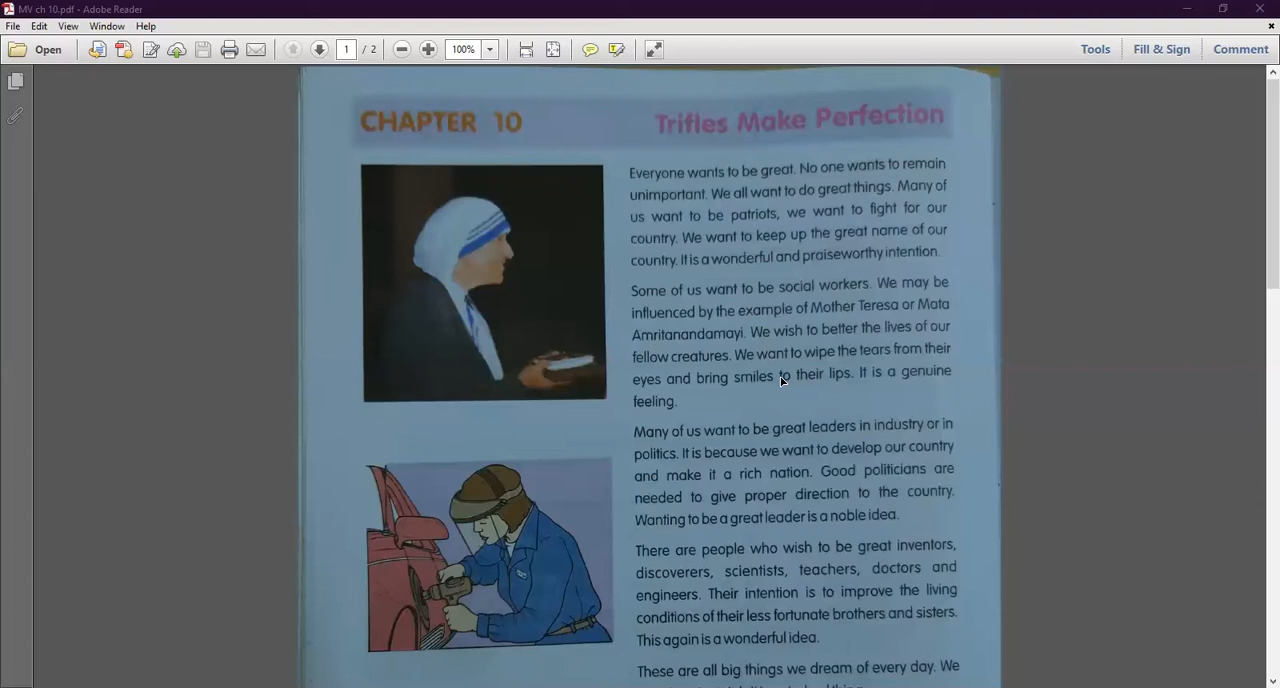 MV ch 10.pdf - Adobe Reader
File Edit View Window Help
Open 1 / 2 100% Tools Fill & Sign Comment
CHAPTER 10 Trifles Make Perfection
Everyone wants to be great. No one wants to remain
unimportant. We all want to do great things. Many of
us want to be patriots, we want to fight for our
country. We want to keep up the great name of our
country. It is a wonderful and praiseworthy intention.
Some of us want to be social workers. We may be
influenced by the example of Mother Teresa or Mata
Amritanandamayi. We wish to better the lives of our
fellow creatures. We want to wipe the tears from their
eyes and bring smiles to their lips. It is a genuine
feeling.
Many of us want to be great leaders in industry or in
politics. It is because we want to develop our country
and make it a rich nation. Good politicians are
needed to give proper direction to the country.
Wanting to be a great leader is a noble idea.
There are people who wish to be great inventors,
discoverers, scientists, teachers, doctors and
engineers. Their intention is to improve the living
conditions of their less fortunate brothers and sisters.
This again is a wonderful idea.
These are all big things we dream of every day. We